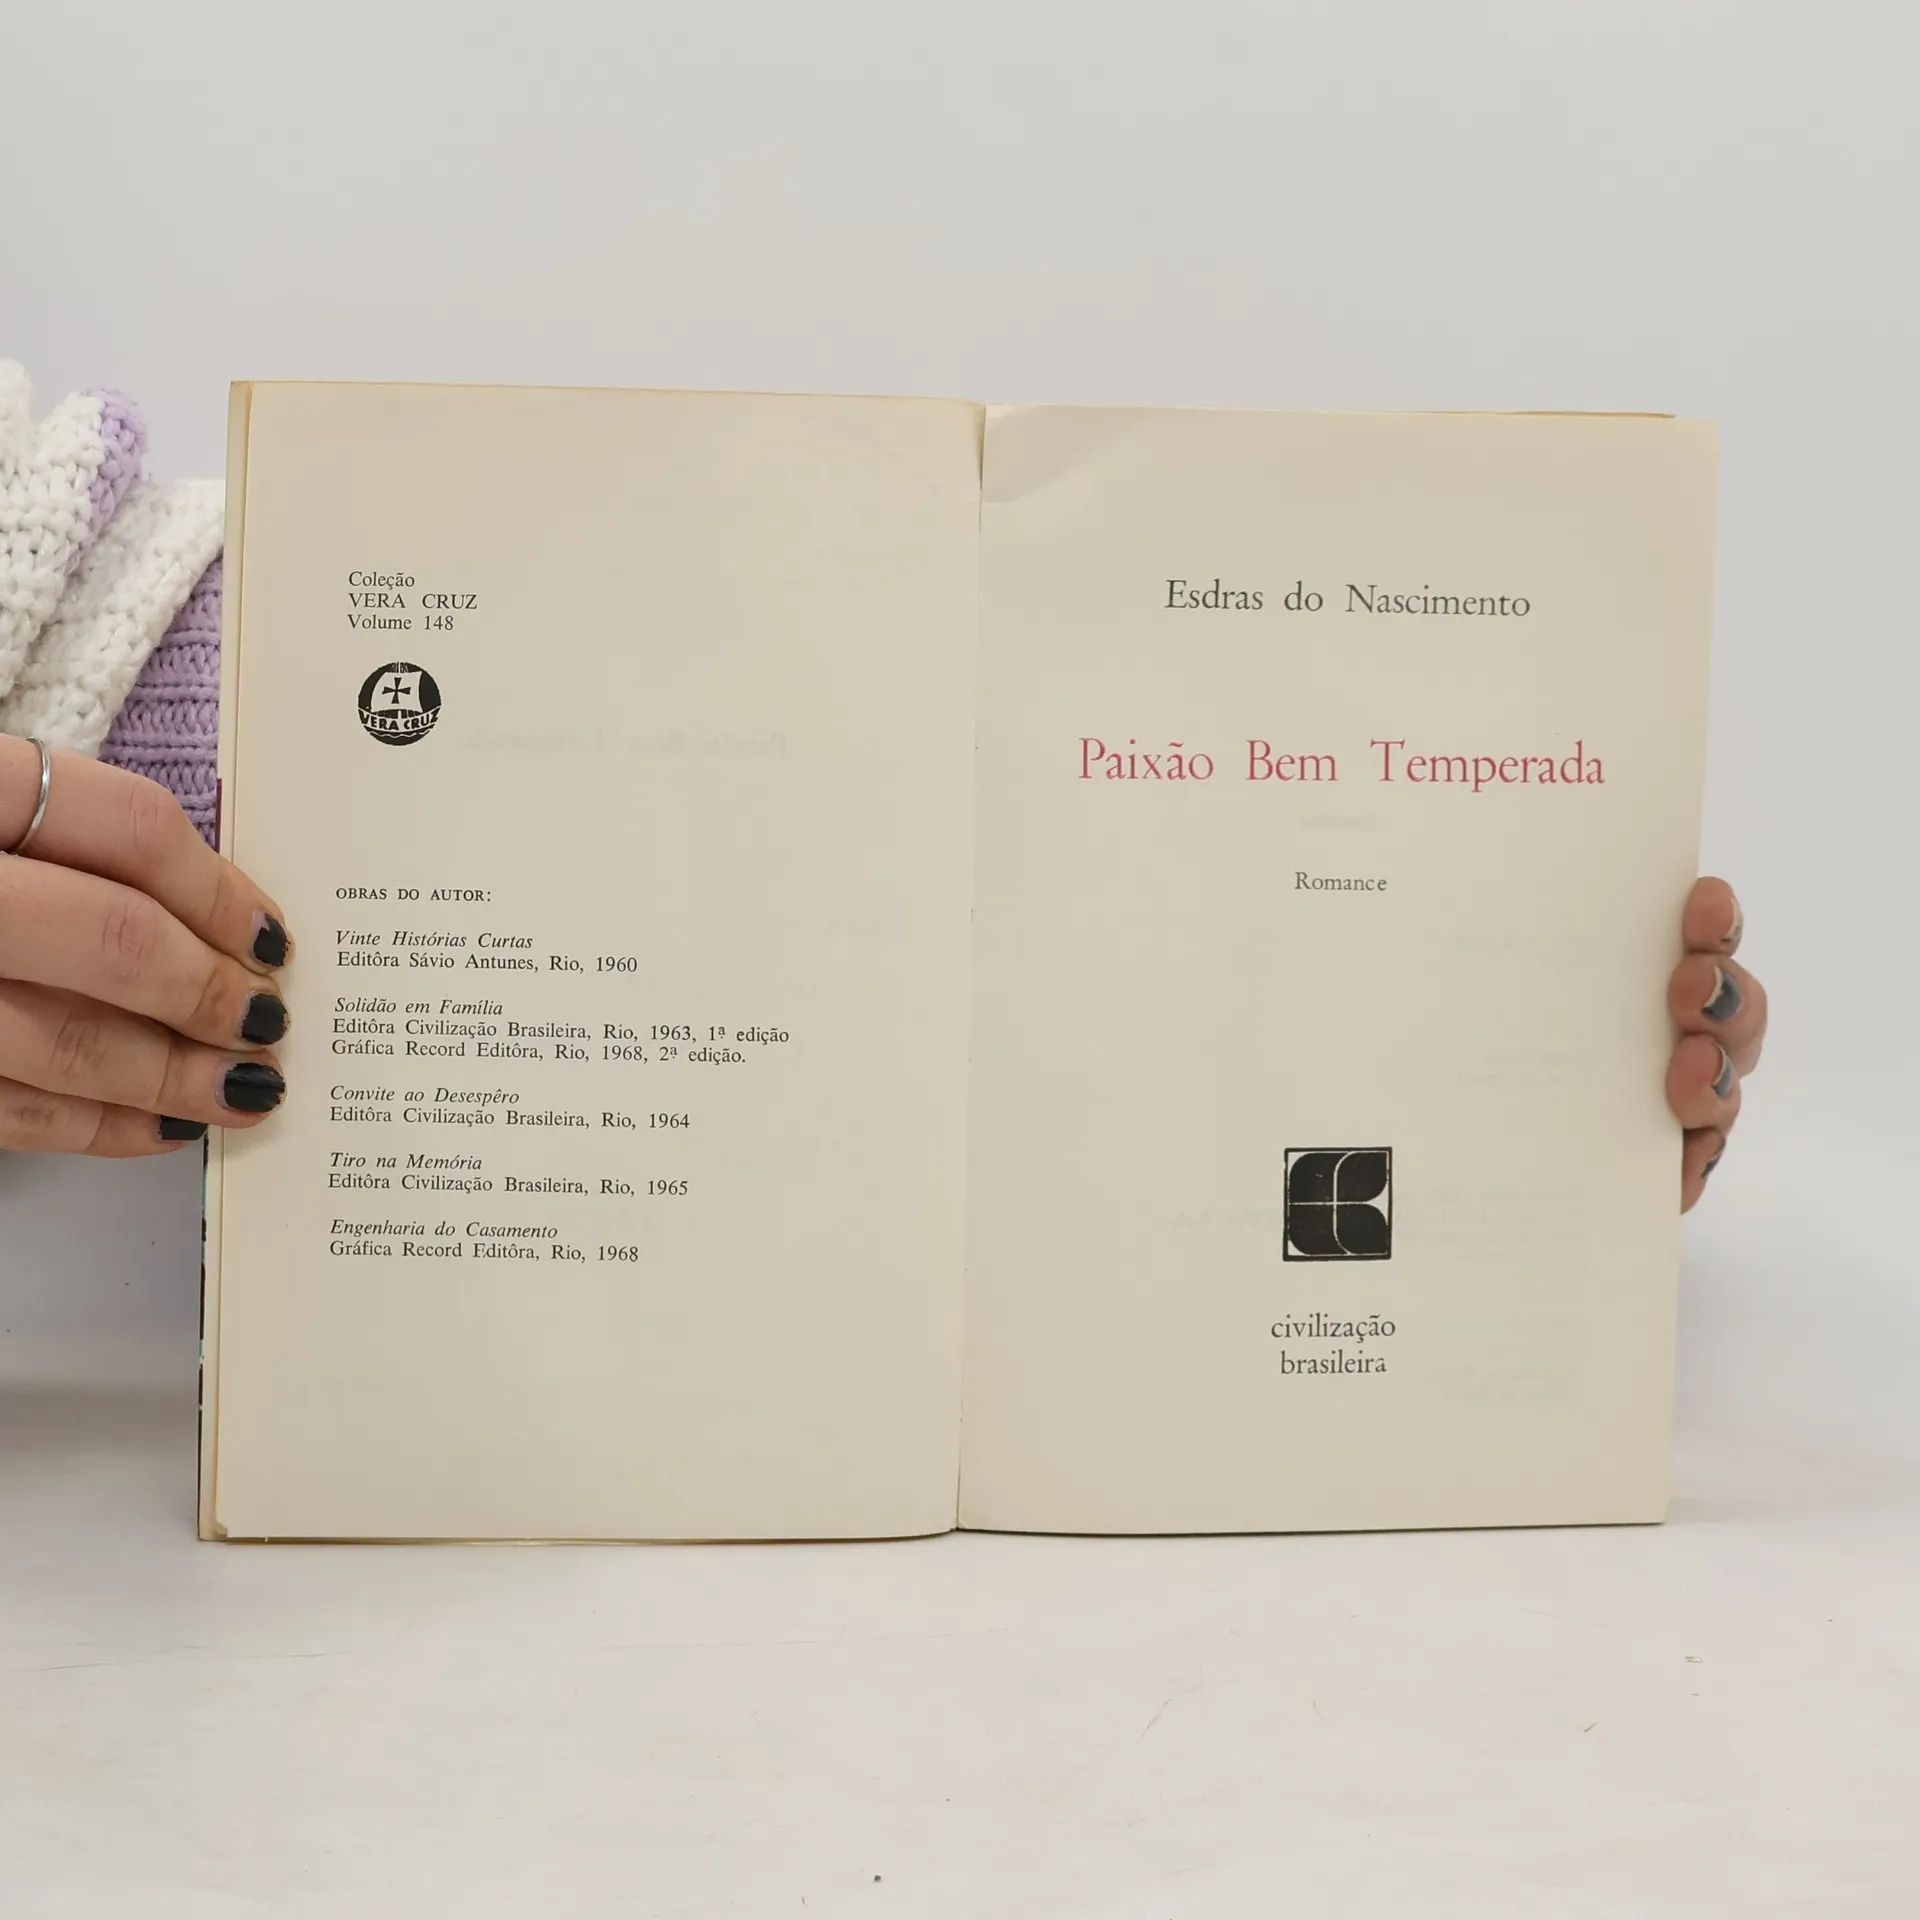 Coleção
VERA CRUZ
Volume 148
VERA CRUZ
OBRAS DO AUTOR:
Vinte Histórias Curtas
Editôra Sávio Antunes, Rio, 1960
Solidão em Família
Editôra Civilização Brasileira, Rio, 1963, 1ª edição
Gráfica Record Editôra, Rio, 1968, 2ª edição.
Convite ao Desespêro
Editôra Civilização Brasileira, Rio, 1964
Tiro na Memória
Editôra Civilização Brasileira, Rio, 1965
Engenharia do Casamento
Gráfica Record Editôra, Rio, 1968
Esdras do Nascimento
Paixão Bem Temperada
Romance
civilização
brasileira